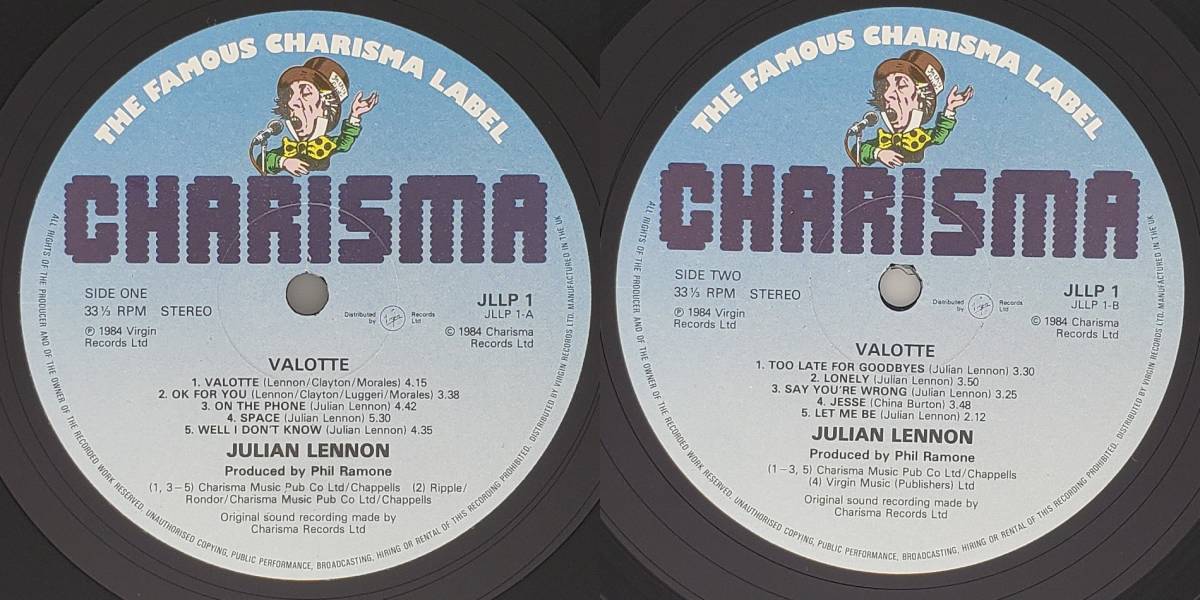 THE FAMOUS CHARISMA LABEL
CHARISMA
SIDE ONE
33⅓ RPM STEREO
℗ 1984 Virgin
Records Ltd
Distributed
by
Virgin
Records
Ltd
JLLP 1
JLLP 1-A
© 1984 Charisma
Records Ltd
VALOTTE
1. VALOTTE (Lennon/Clayton/Morales) 4.15
2. OK FOR YOU (Lennon/Clayton/Luggeri/Morales) 3.38
3. ON THE PHONE (Julian Lennon) 4.42
4. SPACE (Julian Lennon) 5.30
5. WELL I DON'T KNOW (Julian Lennon) 4.35
JULIAN LENNON
Produced by Phil Ramone
(1, 3–5) Charisma Music Pub Co Ltd/Chappells (2) Ripple/
Rondor/Charisma Music Pub Co Ltd/Chappells
Original sound recording made by
Charisma Records Ltd
ALL RIGHTS OF THE PRODUCER AND OF THE OWNER OF THE RECORDED WORK RESERVED. UNAUTHORISED COPYING, PUBLIC PERFORMANCE, BROADCASTING, HIRING OR RENTAL OF THIS RECORDING PROHIBITED. DISTRIBUTED BY VIRGIN RECORDS LTD. MANUFACTURED IN THE UK
THE FAMOUS CHARISMA LABEL
CHARISMA
SIDE TWO
33⅓ RPM STEREO
℗ 1984 Virgin
Records Ltd
Distributed
by
Virgin
Records
Ltd
JLLP 1
JLLP 1-B
© 1984 Charisma
Records Ltd
VALOTTE
1. TOO LATE FOR GOODBYES (Julian Lennon) 3.30
2. LONELY (Julian Lennon) 3.50
3. SAY YOU'RE WRONG (Julian Lennon) 3.25
4. JESSE (China Burton) 3.48
5. LET ME BE (Julian Lennon) 2.12
JULIAN LENNON
Produced by Phil Ramone
(1–3, 5) Charisma Music Pub Co Ltd/Chappells
(4) Virgin Music (Publishers) Ltd
Original sound recording made by
Charisma Records Ltd
ALL RIGHTS OF THE PRODUCER AND OF THE OWNER OF THE RECORDED WORK RESERVED. UNAUTHORISED COPYING, PUBLIC PERFORMANCE, BROADCASTING, HIRING OR RENTAL OF THIS RECORDING PROHIBITED. DISTRIBUTED BY VIRGIN RECORDS LTD. MANUFACTURED IN THE UK